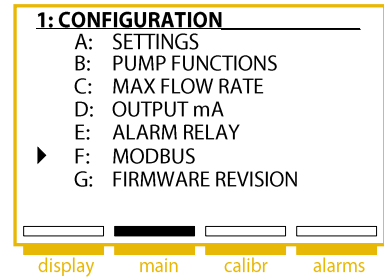 1: CONFIGURATION
A: SETTINGS
B: PUMP FUNCTIONS
C: MAX FLOW RATE
D: OUTPUT mA
E: ALARM RELAY
F: MODBUS
G: FIRMWARE REVISION
display main calibr alarms